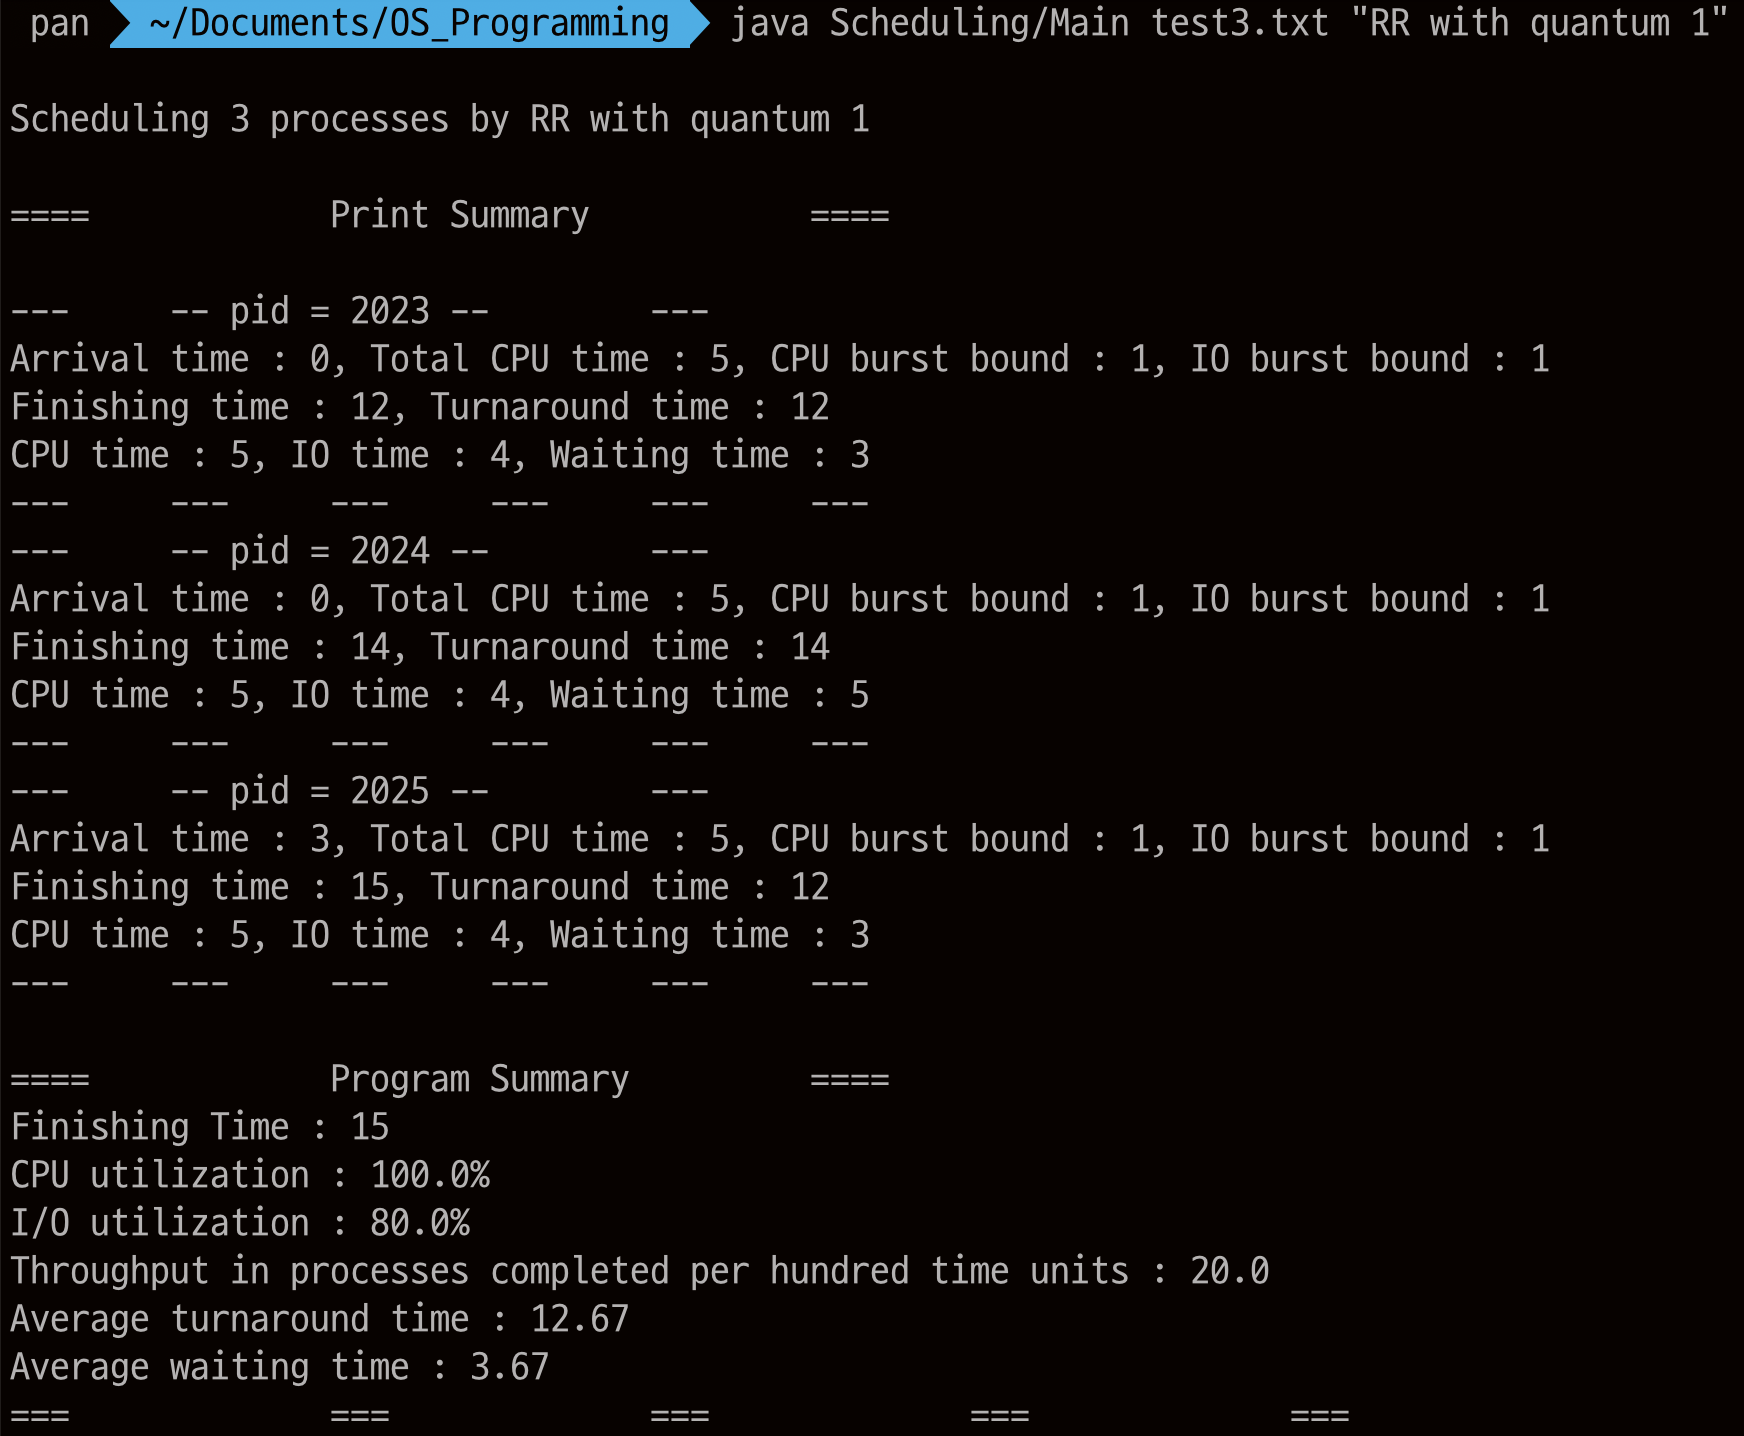 pan ~/Documents/OS_Programming java Scheduling/Main test3.txt "RR with quantum 1"
Scheduling 3 processes by RR with quantum 1
==== Print Summary ====
--- -- pid = 2023 -- ---
Arrival time : 0, Total CPU time : 5, CPU burst bound : 1, IO burst bound : 1
Finishing time : 12, Turnaround time : 12
CPU time : 5, IO time : 4, Waiting time : 3
--- --- --- --- --- ---
--- -- pid = 2024 -- ---
Arrival time : 0, Total CPU time : 5, CPU burst bound : 1, IO burst bound : 1
Finishing time : 14, Turnaround time : 14
CPU time : 5, IO time : 4, Waiting time : 5
--- --- --- --- --- ---
--- -- pid = 2025 -- ---
Arrival time : 3, Total CPU time : 5, CPU burst bound : 1, IO burst bound : 1
Finishing time : 15, Turnaround time : 12
CPU time : 5, IO time : 4, Waiting time : 3
--- --- --- --- --- ---
==== Program Summary ====
Finishing Time : 15
CPU utilization : 100.0%
I/O utilization : 80.0%
Throughput in processes completed per hundred time units : 20.0
Average turnaround time : 12.67
Average waiting time : 3.67
=== === === === ===